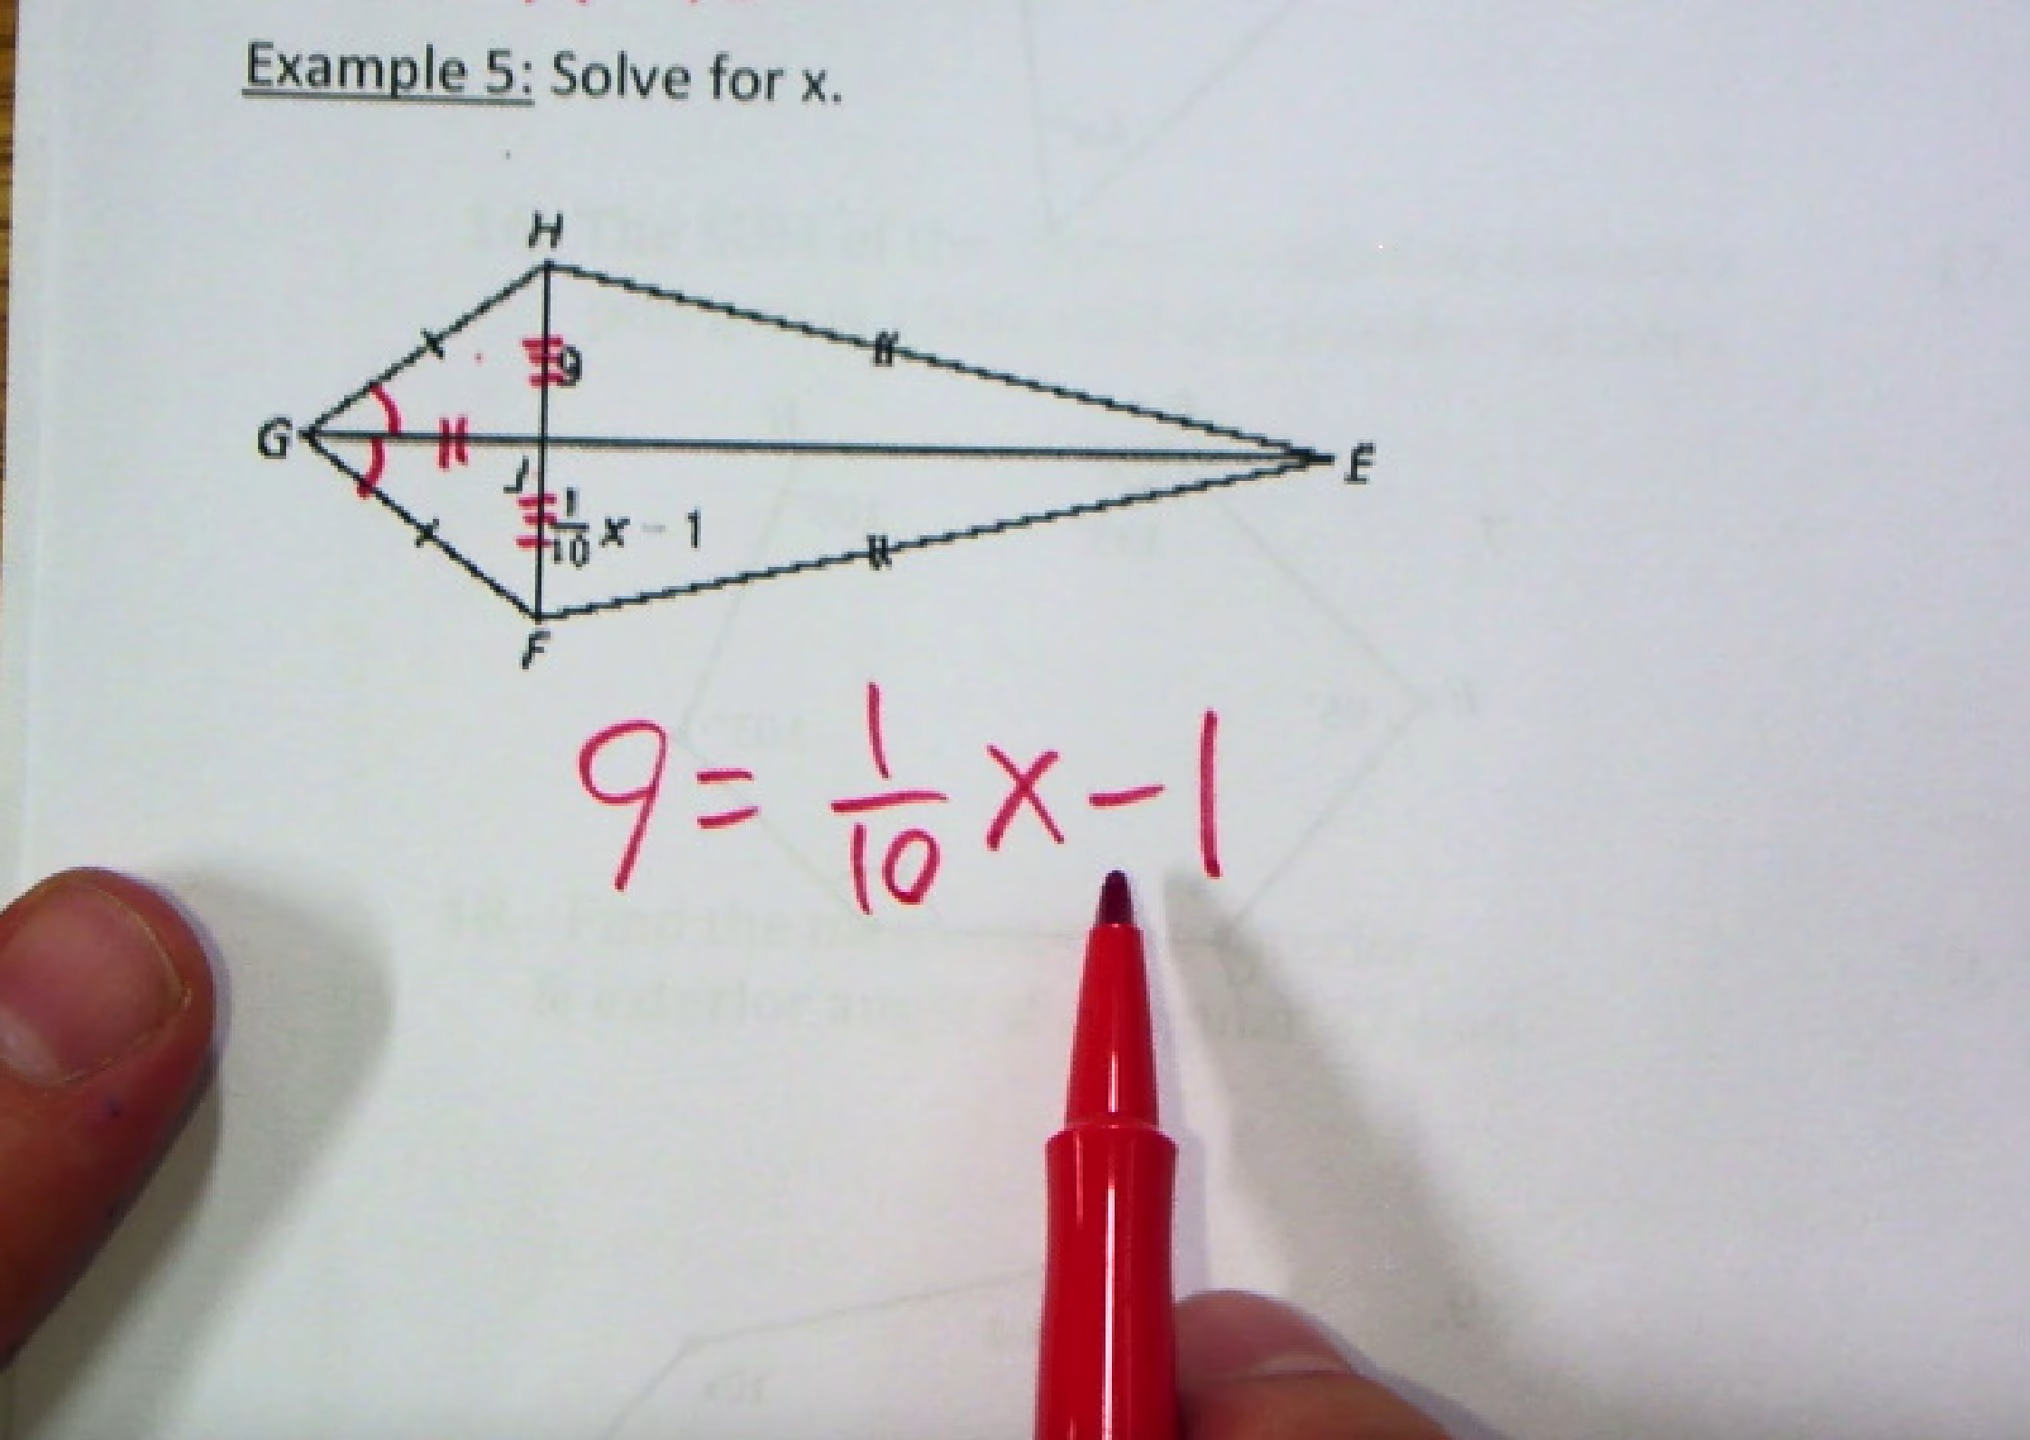 Example 5: Solve for x.
H
9
G
J
E
1/10 x - 1
F
9 = 1/10 x - 1